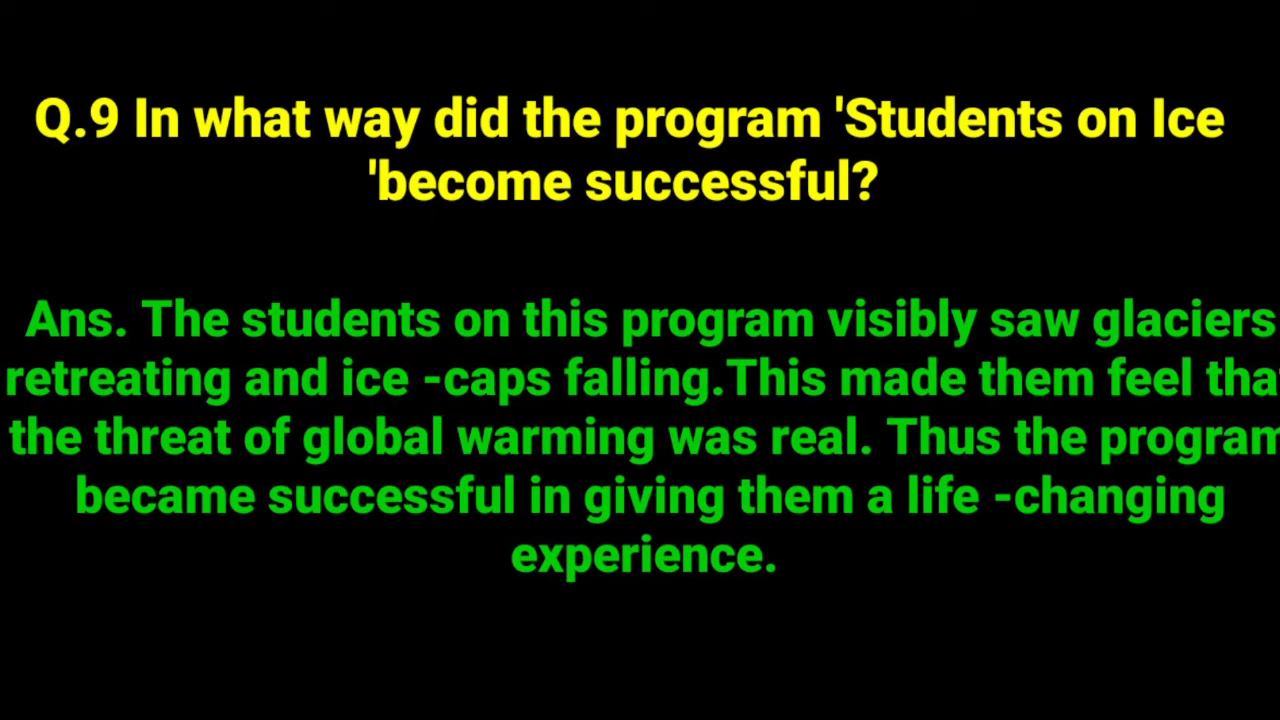 Q.9 In what way did the program 'Students on Ice
'become successful?
Ans. The students on this program visibly saw glaciers
retreating and ice -caps falling.This made them feel that
the threat of global warming was real. Thus the program
became successful in giving them a life -changing
experience.